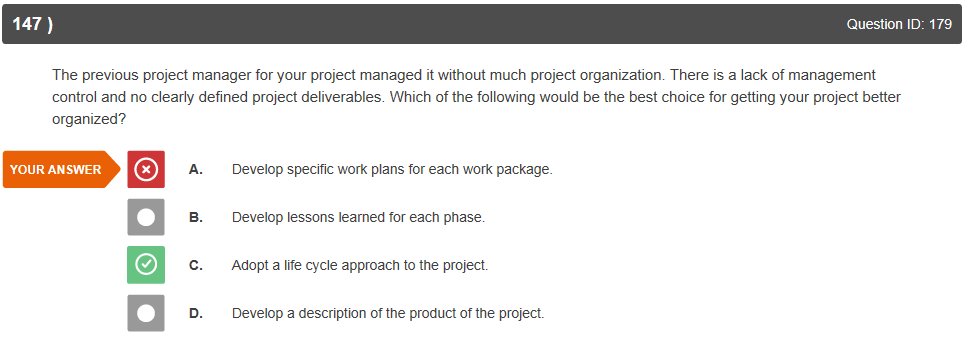 147 ) Question ID: 179
The previous project manager for your project managed it without much project organization. There is a lack of management
control and no clearly defined project deliverables. Which of the following would be the best choice for getting your project better
organized?
YOUR ANSWER A. Develop specific work plans for each work package.
B. Develop lessons learned for each phase.
C. Adopt a life cycle approach to the project.
D. Develop a description of the product of the project.